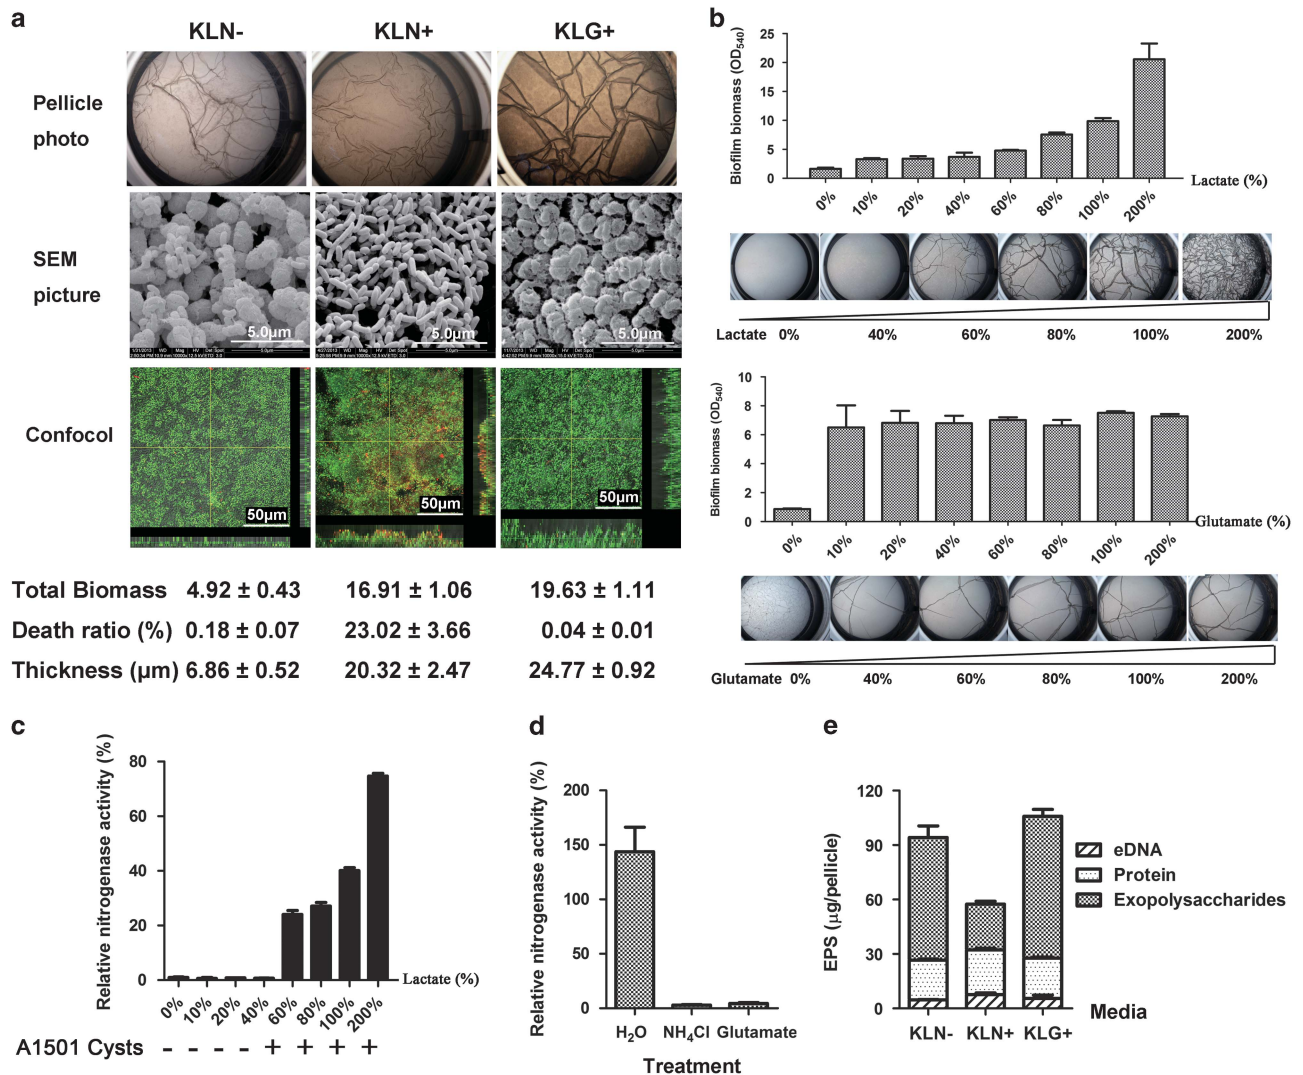 a
KLN-
KLN+
KLG+
Pellicle
photo
SEM
picture
5.0µm
5.0µm
5.0µm
Confocol
50µm
50µm
50µm
Total Biomass 4.92 ± 0.43 16.91 ± 1.06 19.63 ± 1.11
Death ratio (%) 0.18 ± 0.07 23.02 ± 3.66 0.04 ± 0.01
Thickness (µm) 6.86 ± 0.52 20.32 ± 2.47 24.77 ± 0.92
b
Biofilm biomass (OD540)
25
20
15
10
5
0
0% 10% 20% 40% 60% 80% 100% 200%
Lactate (%)
Lactate 0% 40% 60% 80% 100% 200%
Biofilm biomass (OD540)
10
8
6
4
2
0
0% 10% 20% 40% 60% 80% 100% 200%
Glutamate (%)
Glutamate 0% 40% 60% 80% 100% 200%
c
Relative nitrogenase activity (%)
80
60
40
20
0
0% 10% 20% 40% 60% 80% 100% 200%
Lactate (%)
A1501 Cysts - - - - + + + +
d
Relative nitrogenase activity (%)
200
150
100
50
0
H2O NH4Cl Glutamate
Treatment
e
EPS (µg/pellicle)
120
90
60
30
0
KLN- KLN+ KLG+
Media
eDNA
Protein
Exopolysaccharides